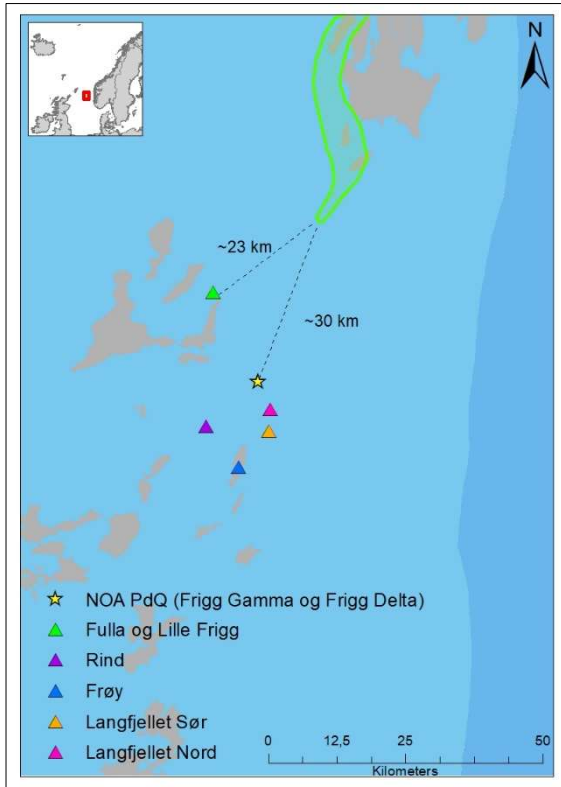 N
~23 km
~30 km
NOA PdQ (Frigg Gamma og Frigg Delta)
Fulla og Lille Frigg
Rind
Frøy
Langfjellet Sør
Langfjellet Nord
0 12,5 25 50
Kilometers